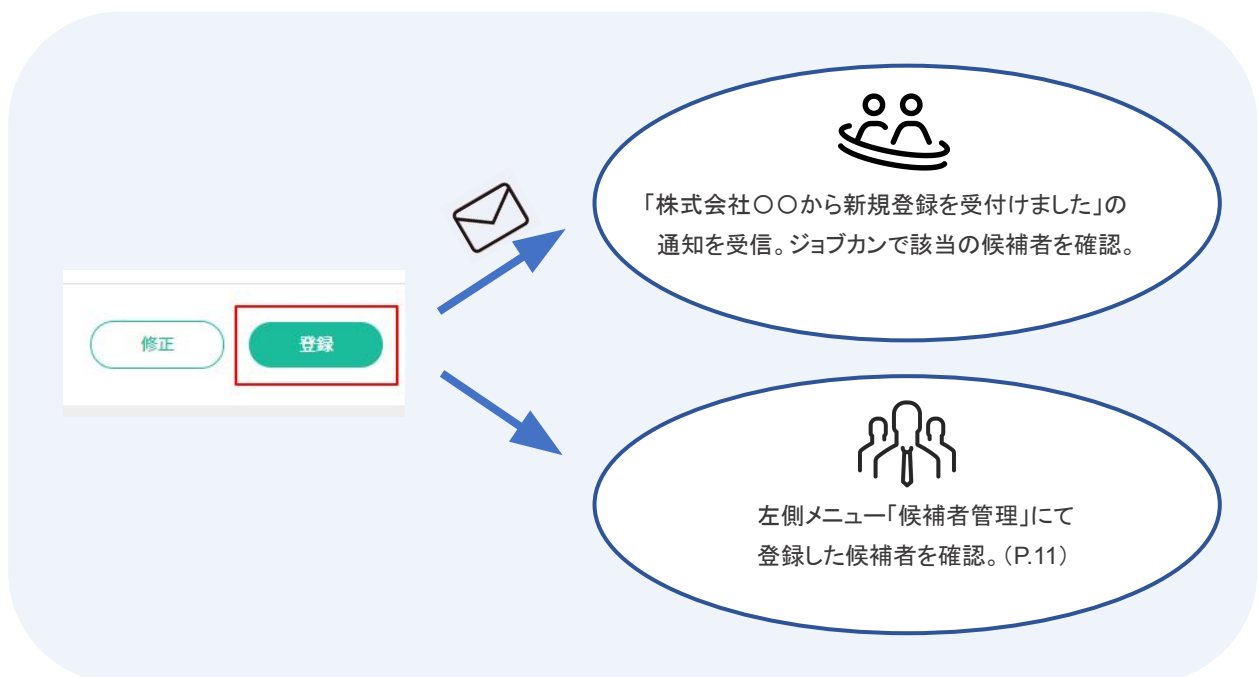 「株式会社〇〇から新規登録を受付けました」の
通知を受信。ジョブカンで該当の候補者を確認。
修正
登録
左側メニュー「候補者管理」にて
登録した候補者を確認。（P.11）